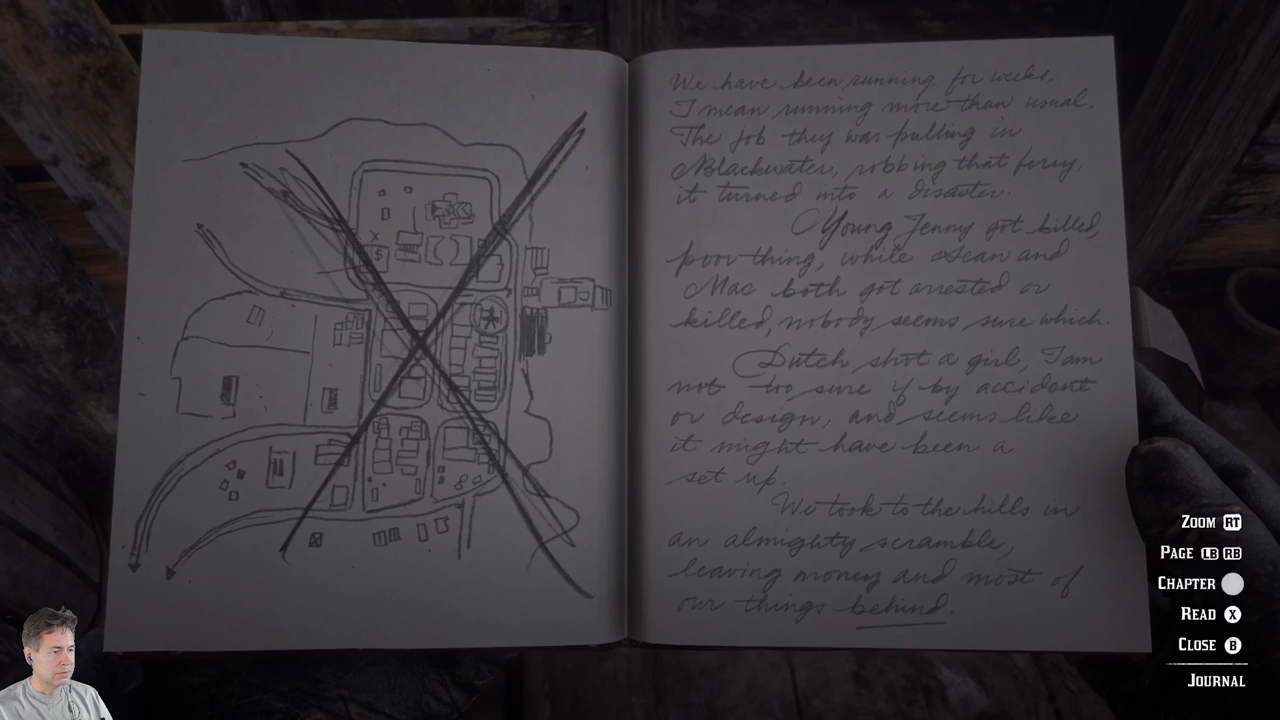 We have been running for weeks,
I mean running more than usual.
The job they was pulling in
Blackwater, robbing that ferry,
it turned into a disaster.
Young Jenny got killed,
poor thing, while Sean and
Mac both got arrested or
killed, nobody seems sure which.
Dutch shot a girl, I am
not too sure if by accident
or design, and seems like
it might have been a
set up.
We took to the hills in
an almighty scramble,
leaving money and most of
our things behind.
ZOOM RT
PAGE LB RB
CHAPTER
READ X
CLOSE B
JOURNAL